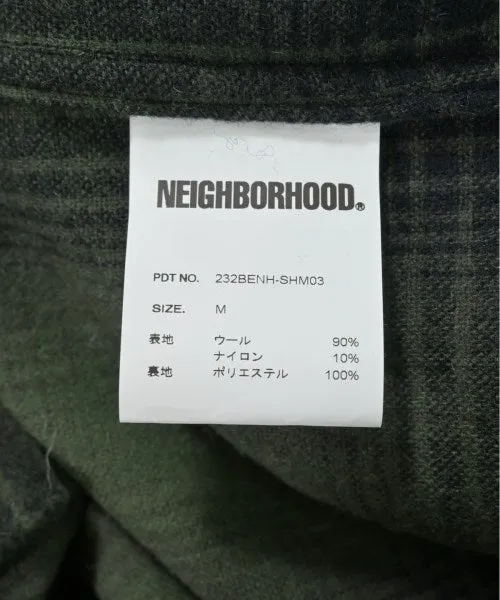 NEIGHBORHOOD®
PDT NO. 232BENH-SHM03
SIZE. M
表地 ウール 90%
ナイロン 10%
裏地 ポリエステル 100%